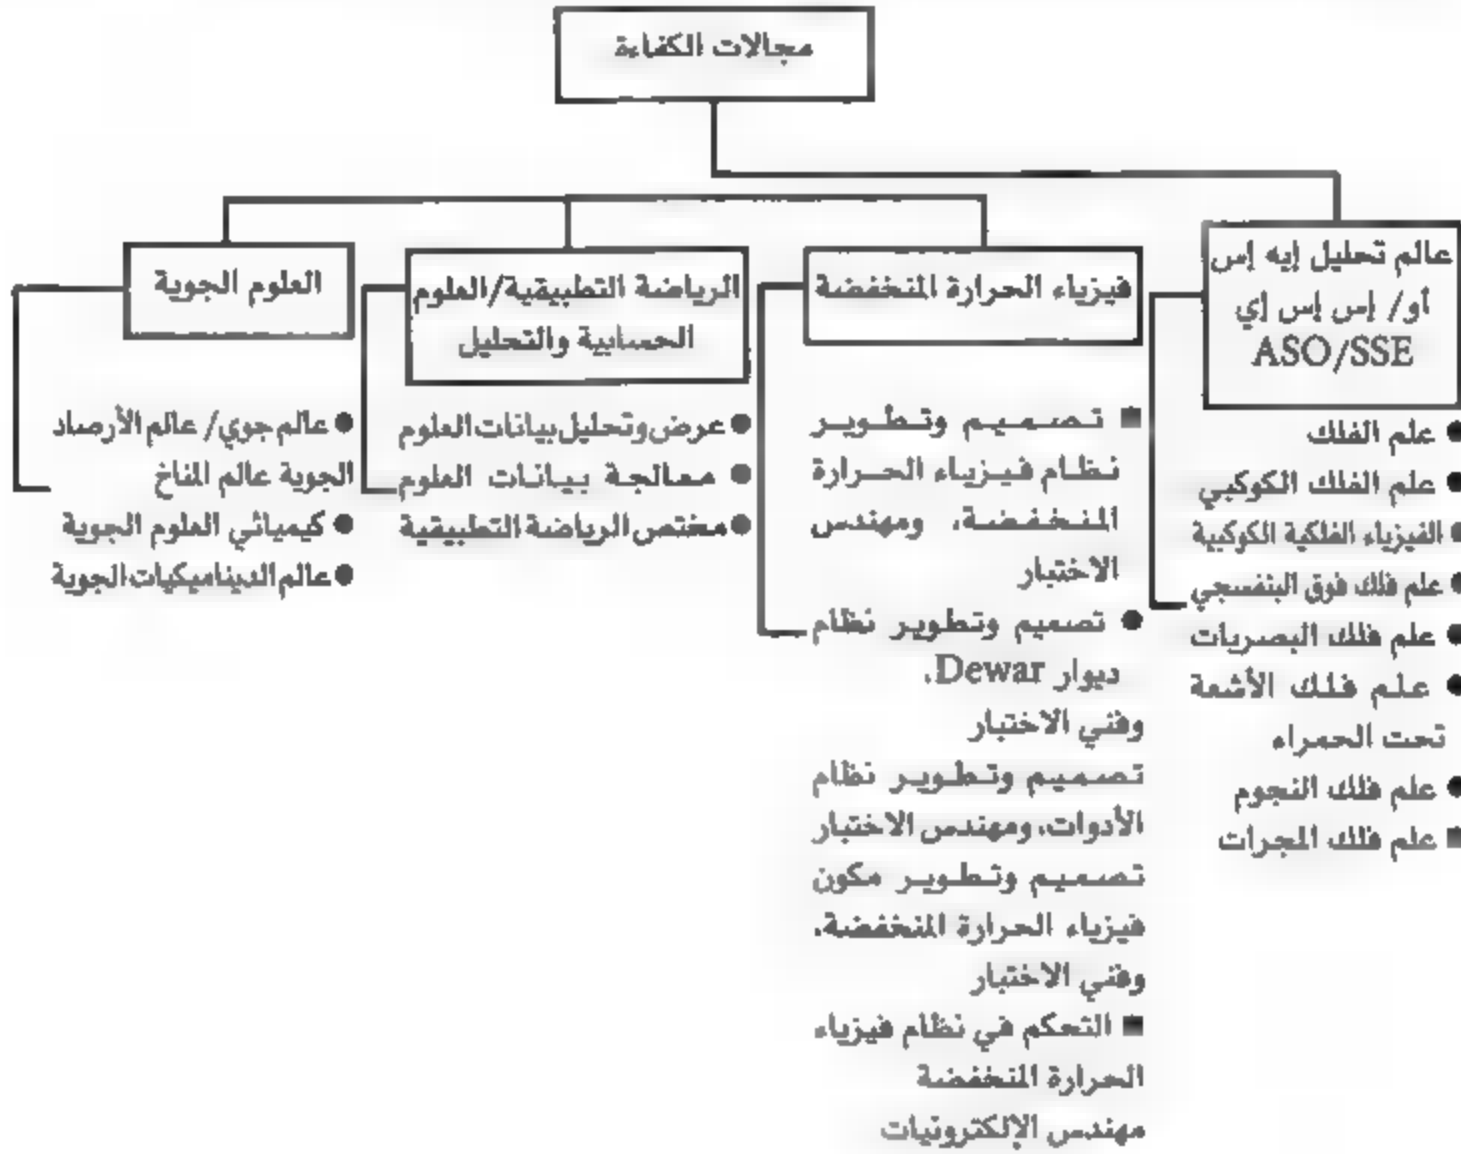 مجالات الكفاءة
عالم تحليل إيه إس
أو/ إس إس إي
ASO/SSE
● علم الفلك
● علم الفلك الكوكبي
● الفيزياء الفلكية الكوكبية
● علم فلك فوق البنفسجي
● علم فلك البصريات
● علم فلك الأشعة
تحت الحمراء
● علم فلك النجوم
■ علم فلك المجرات
فيزياء الحرارة المنخفضة
■ تصميم وتطوير
نظام فيزياء الحرارة
المنخفضة، ومهندس
الاختبار
● تصميم وتطوير نظام
ديوار Dewar،
وفني الاختبار
تصميم وتطوير نظام
الأدوات، ومهندس الاختبار
تصميم وتطوير مكون
فيزياء الحرارة المنخفضة،
وفني الاختبار
■ التحكم في نظام فيزياء
الحرارة المنخفضة
مهندس الإلكترونيات
الرياضة التطبيقية/العلوم
الحسابية والتحليل
● عرض وتحليل بيانات العلوم
● معالجة بيانات العلوم
● مختص الرياضة التطبيقية
العلوم الجوية
● عالم جوي/ عالم الأرصاد
الجوية عالم المناخ
● كيميائي العلوم الجوية
● عالم الديناميكيات الجوية